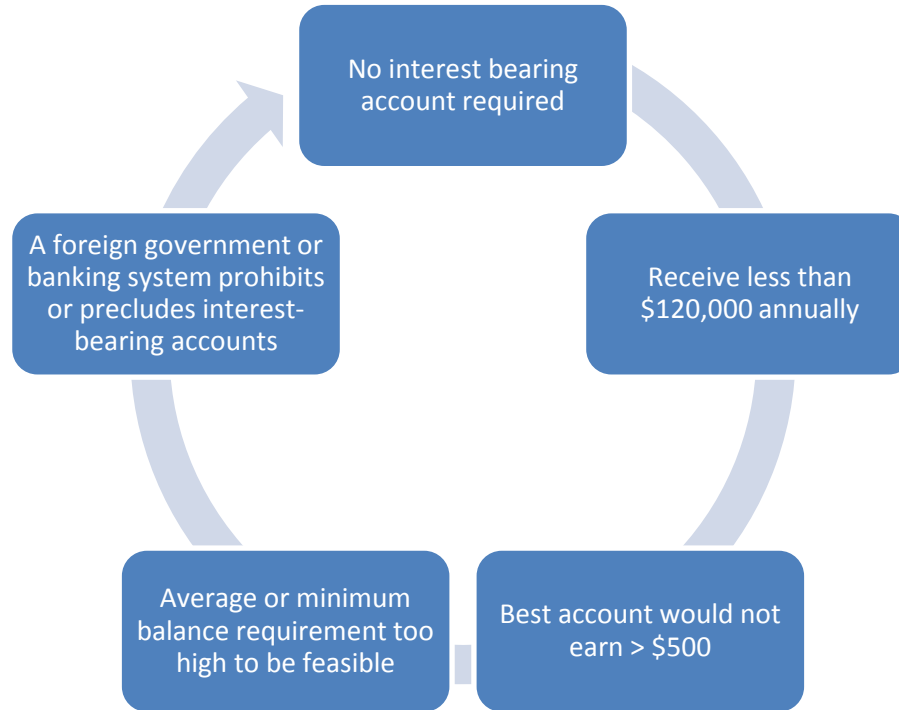 No interest bearing
account required
Receive less than
$120,000 annually
Best account would not
earn > $500
Average or minimum
balance requirement too
high to be feasible
A foreign government or
banking system prohibits
or precludes interest-
bearing accounts